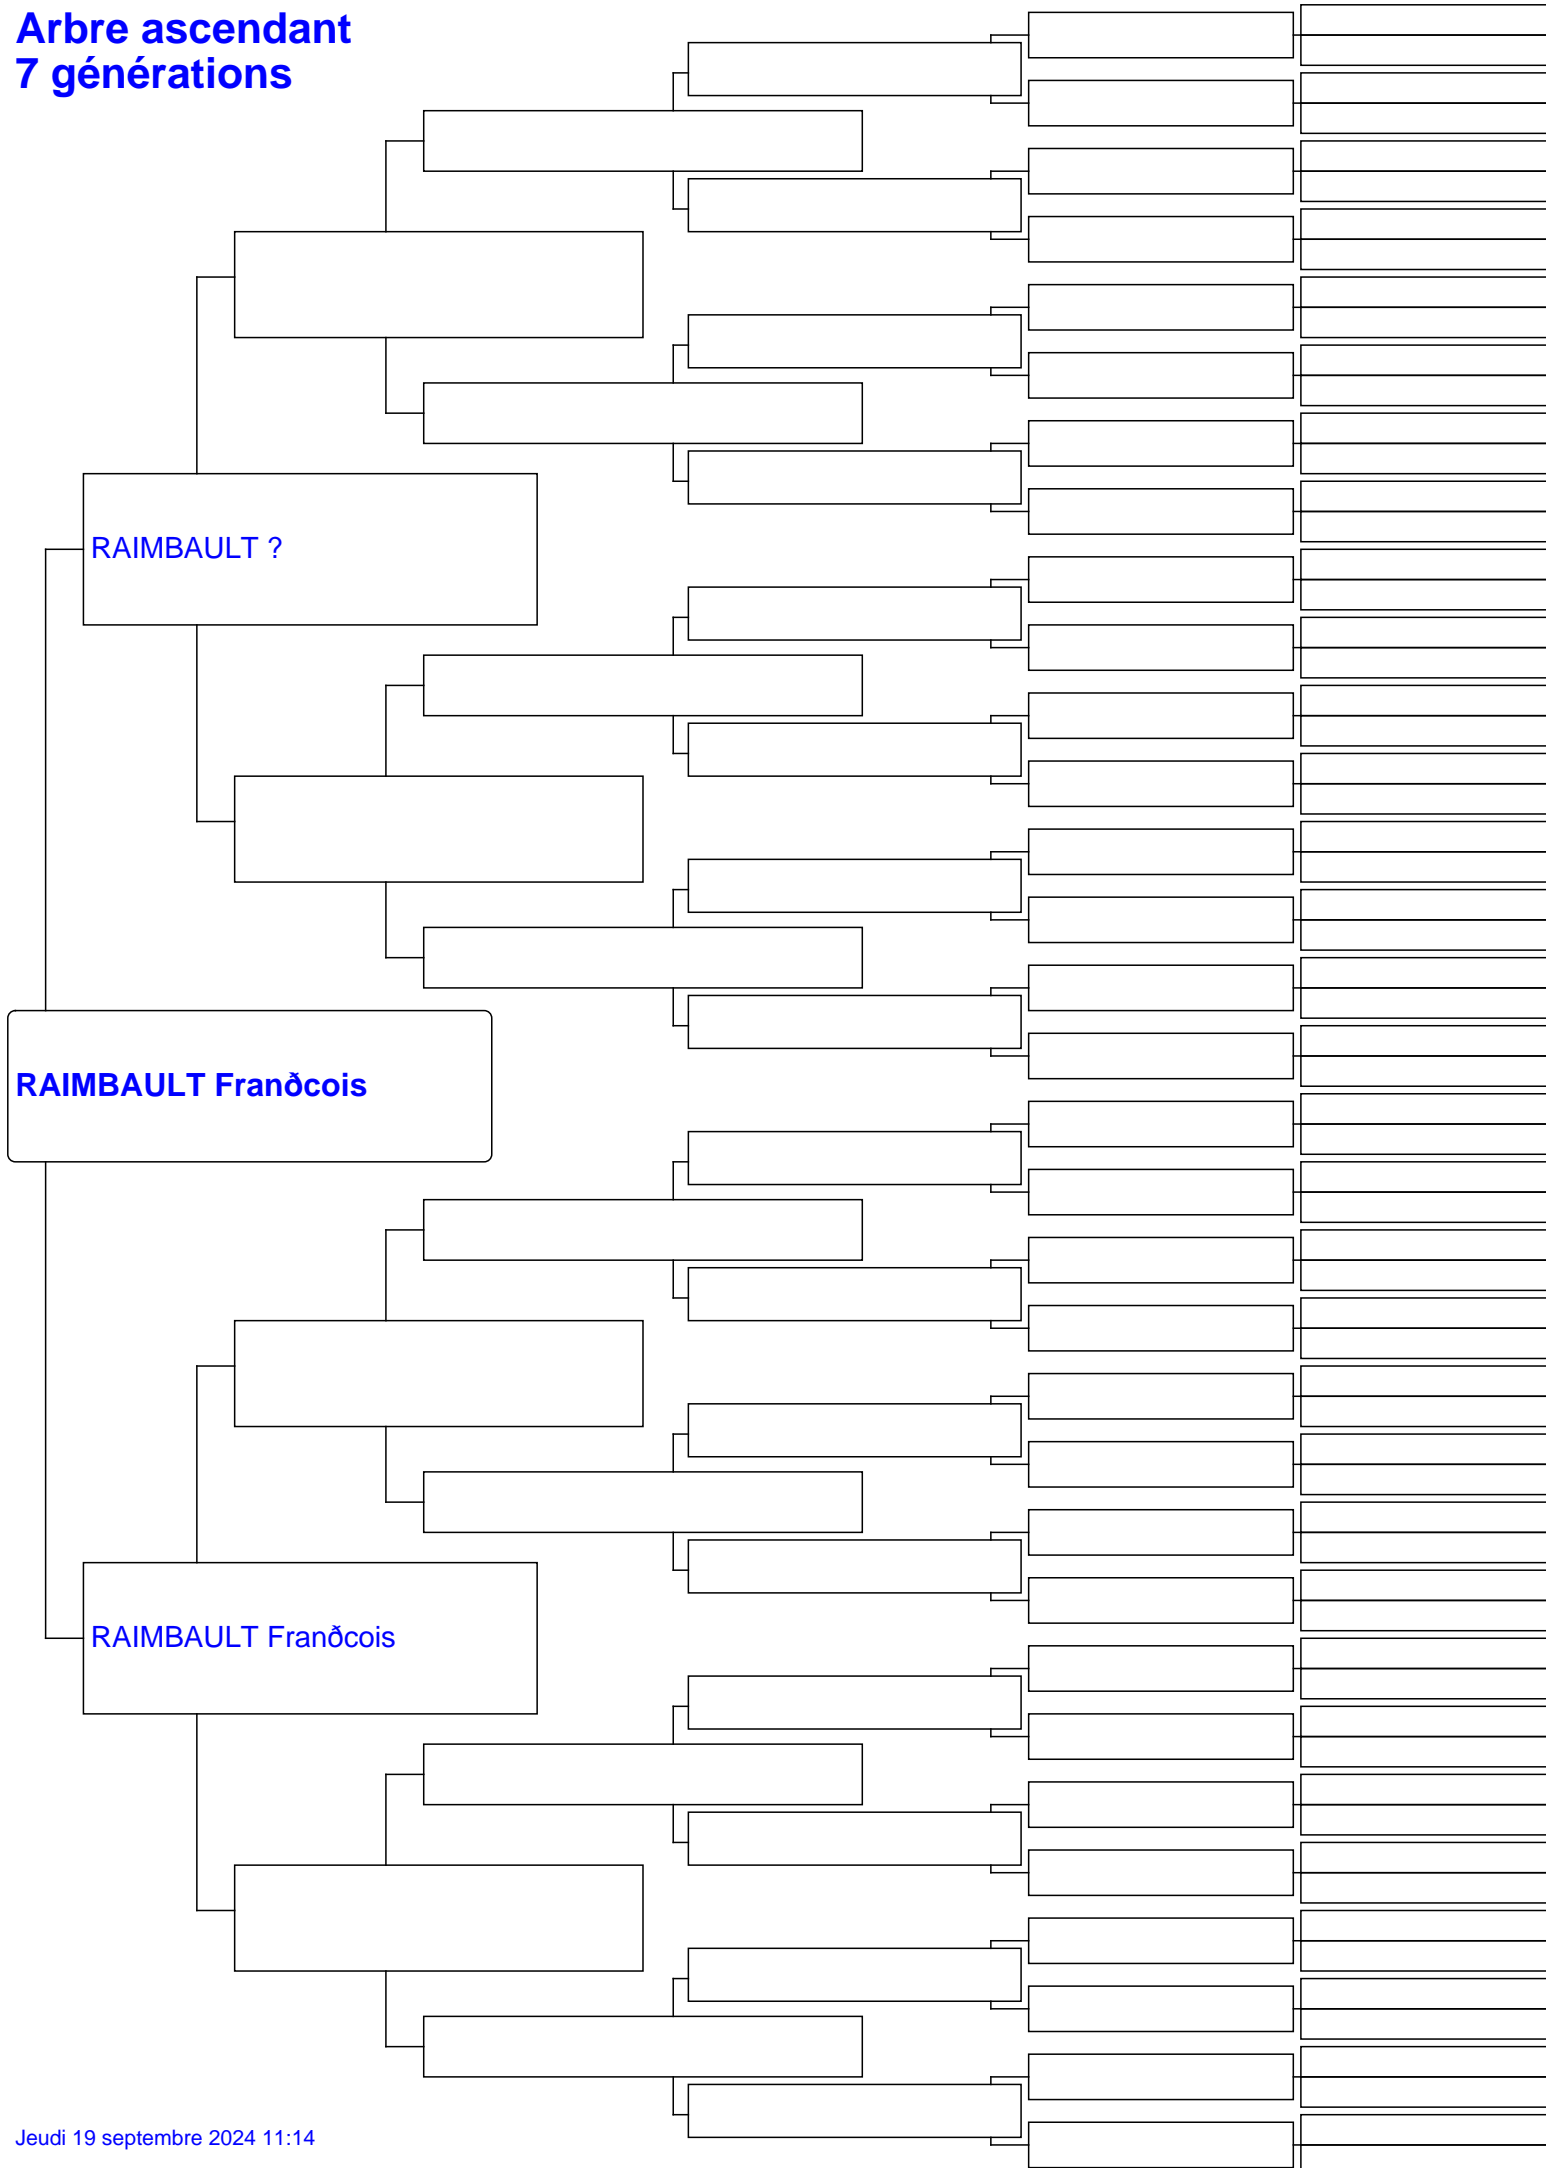 Arbre ascendant
7 générations
RAIMBAULT ?
RAIMBAULT Franðcois
RAIMBAULT Franðcois
Jeudi 19 septembre 2024 11:14